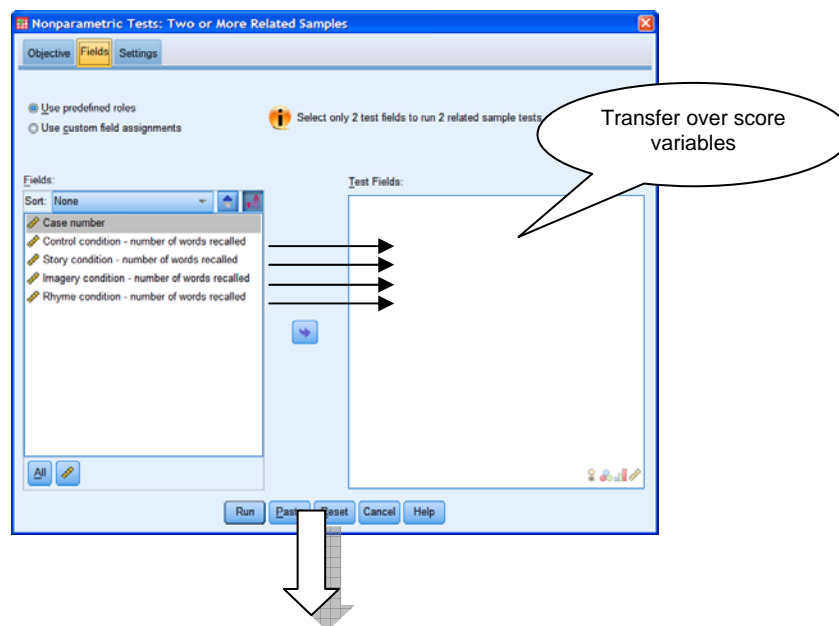 Nonparametric Tests: Two or More Related Samples
Objective Fields Settings
Use predefined roles
Use custom field assignments
Select only 2 test fields to run 2 related sample tests
Transfer over score
variables
Fields:
Sort: None
Case number
Control condition - number of words recalled
Story condition - number of words recalled
Imagery condition - number of words recalled
Rhyme condition - number of words recalled
Test Fields:
All
Run Paste Reset Cancel Help